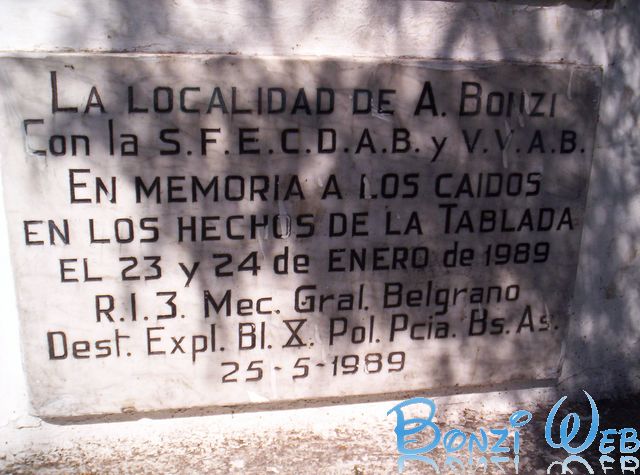 LA LOCALIDAD DE A. BONZI
Con la S.F.E.C.D.A.B. y V.V.A.B.
EN MEMORIA A LOS CAIDOS
EN LOS HECHOS DE LA TABLADA
EL 23 y 24 de ENERO de 1989
R.I.3. Mec. Gral. Belgrano
Dest. Expl. Bl. X. Pol. Pcia. Bs. As.
25-5-1989
BONZI WEB